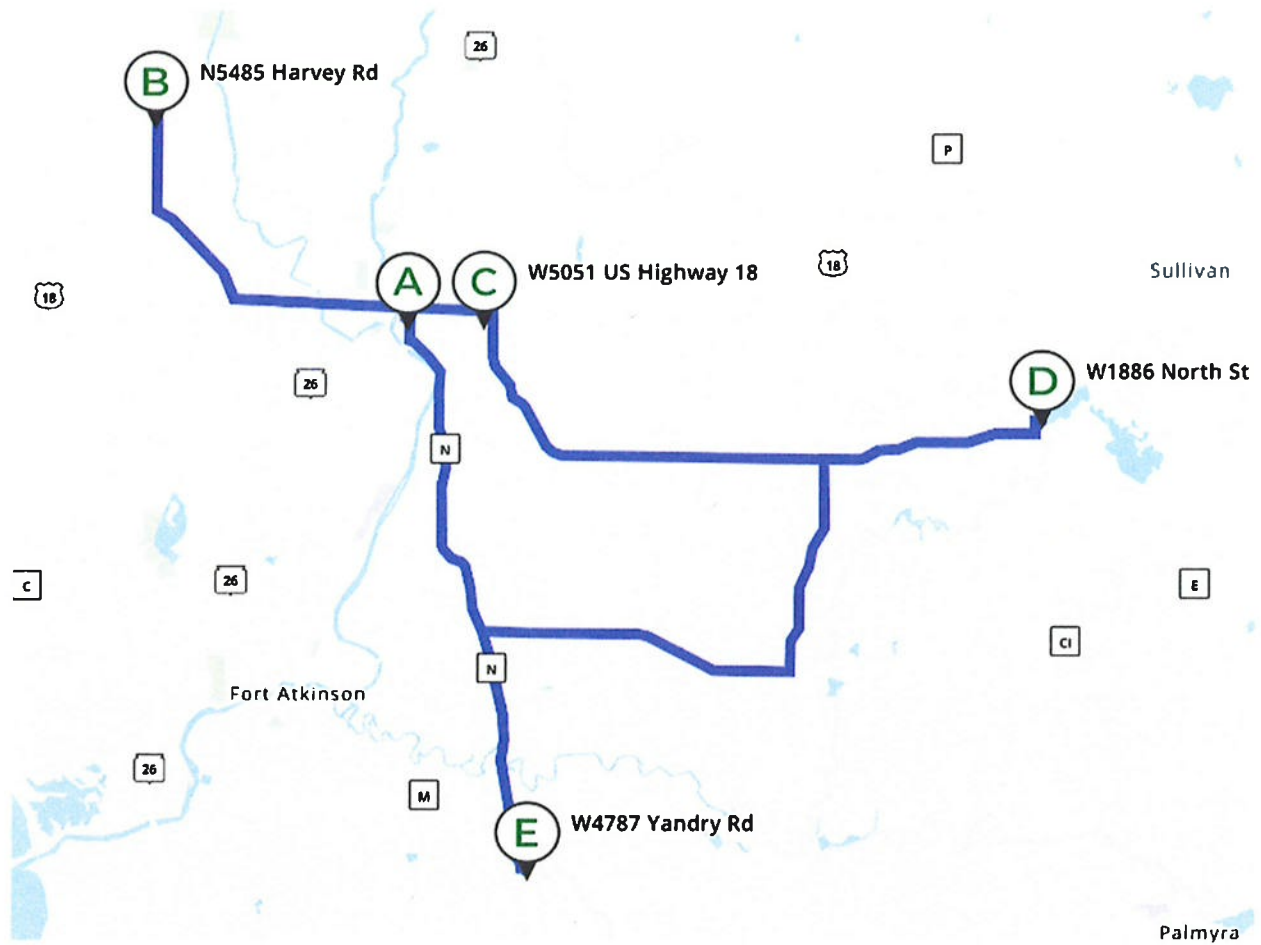 26
B
N5485 Harvey Rd
P
A
C
W5051 US Highway 18
18
Sullivan
18
26
D
W1886 North St
N
26
C
E
CI
N
Fort Atkinson
26
M
E
W4787 Yandry Rd
Palmyra